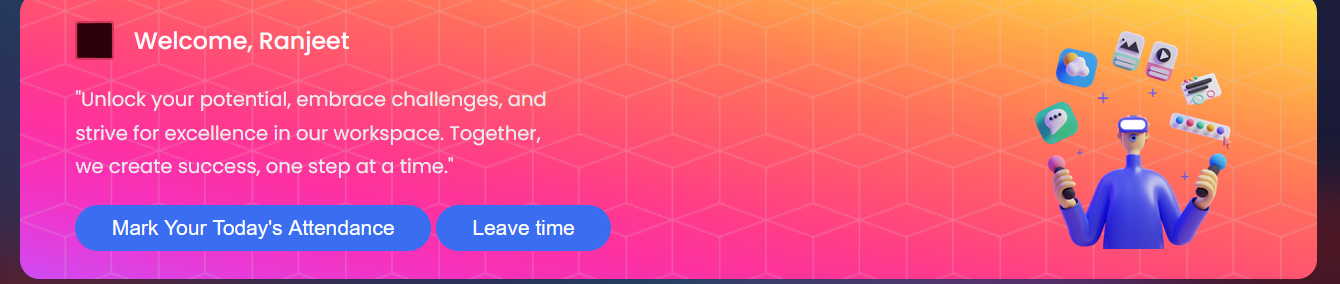 Welcome, Ranjeet
"Unlock your potential, embrace challenges, and
strive for excellence in our workspace. Together,
we create success, one step at a time."
Mark Your Today's Attendance
Leave time